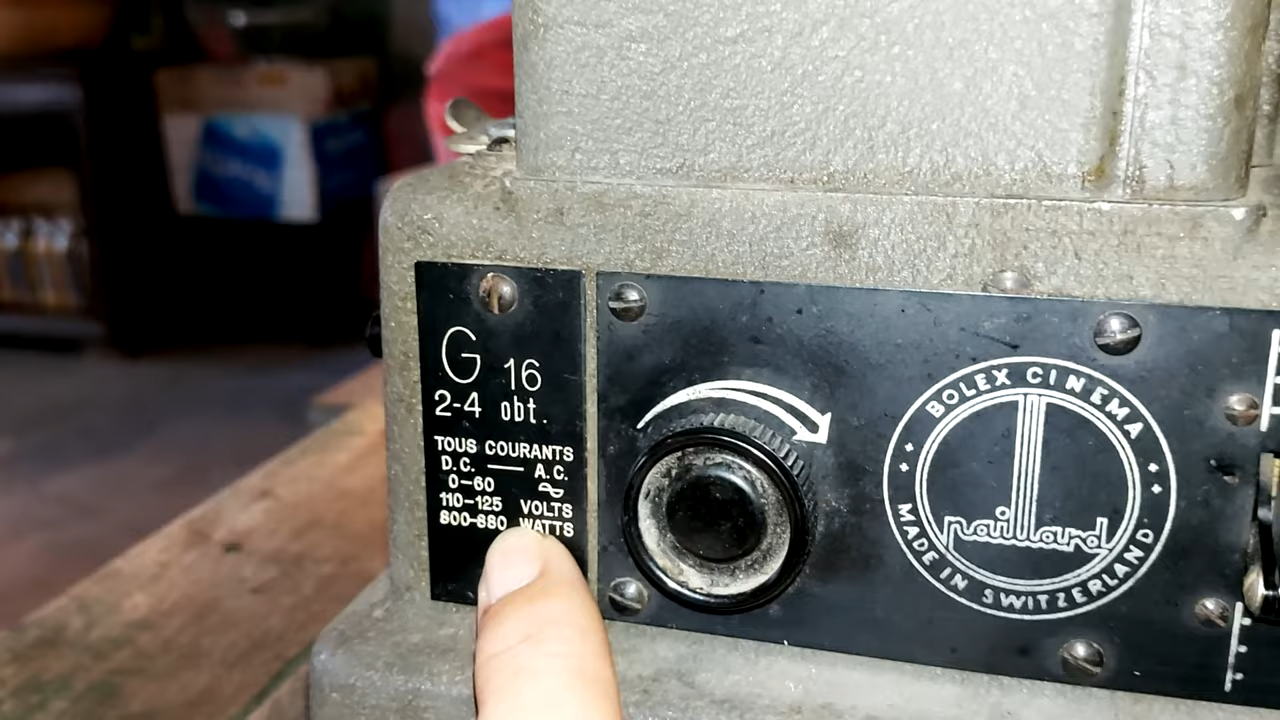 G 16
2-4 obt.
TOUS COURANTS
D.C. — A.C.
0-60 ~
110-125 VOLTS
800-880 WATTS
BOLEX CINEMA
paillard
MADE IN SWITZERLAND